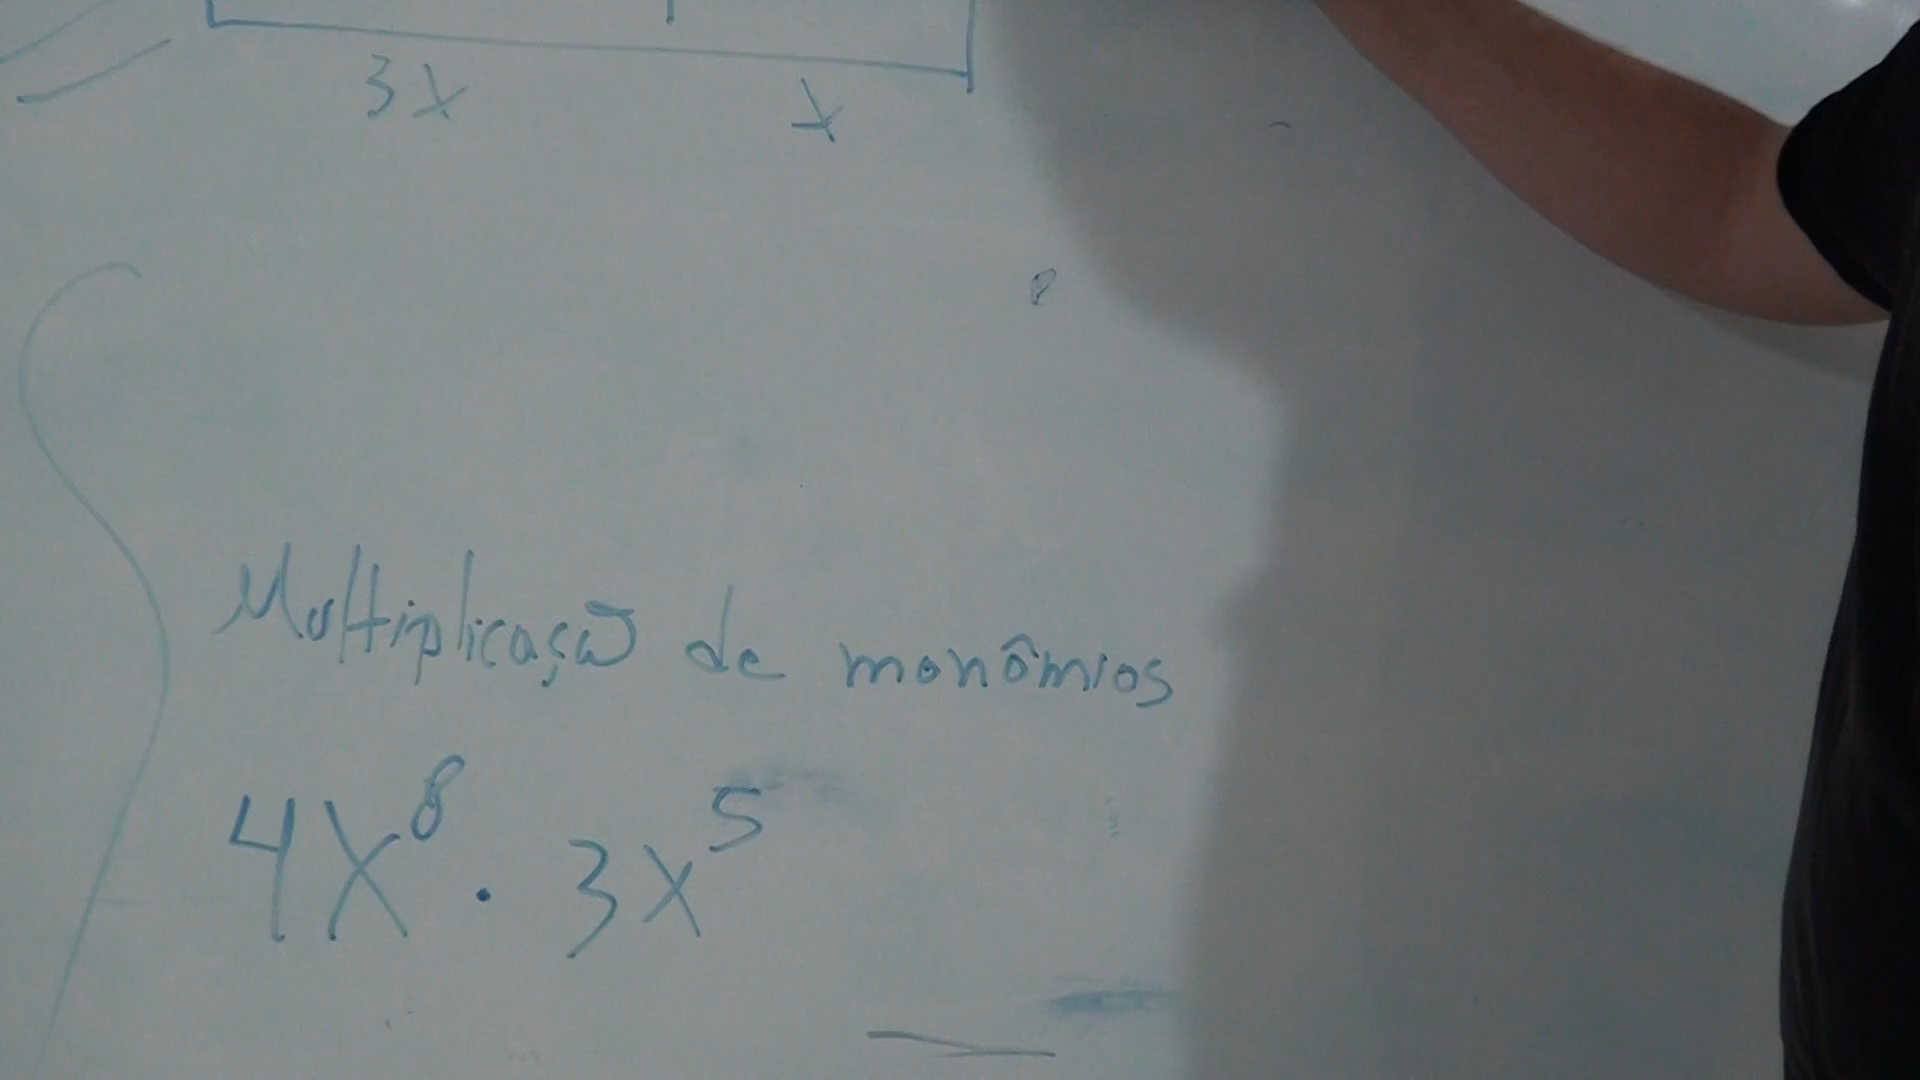 3x x
Multiplicação de monômios
4x⁸ . 3x⁵